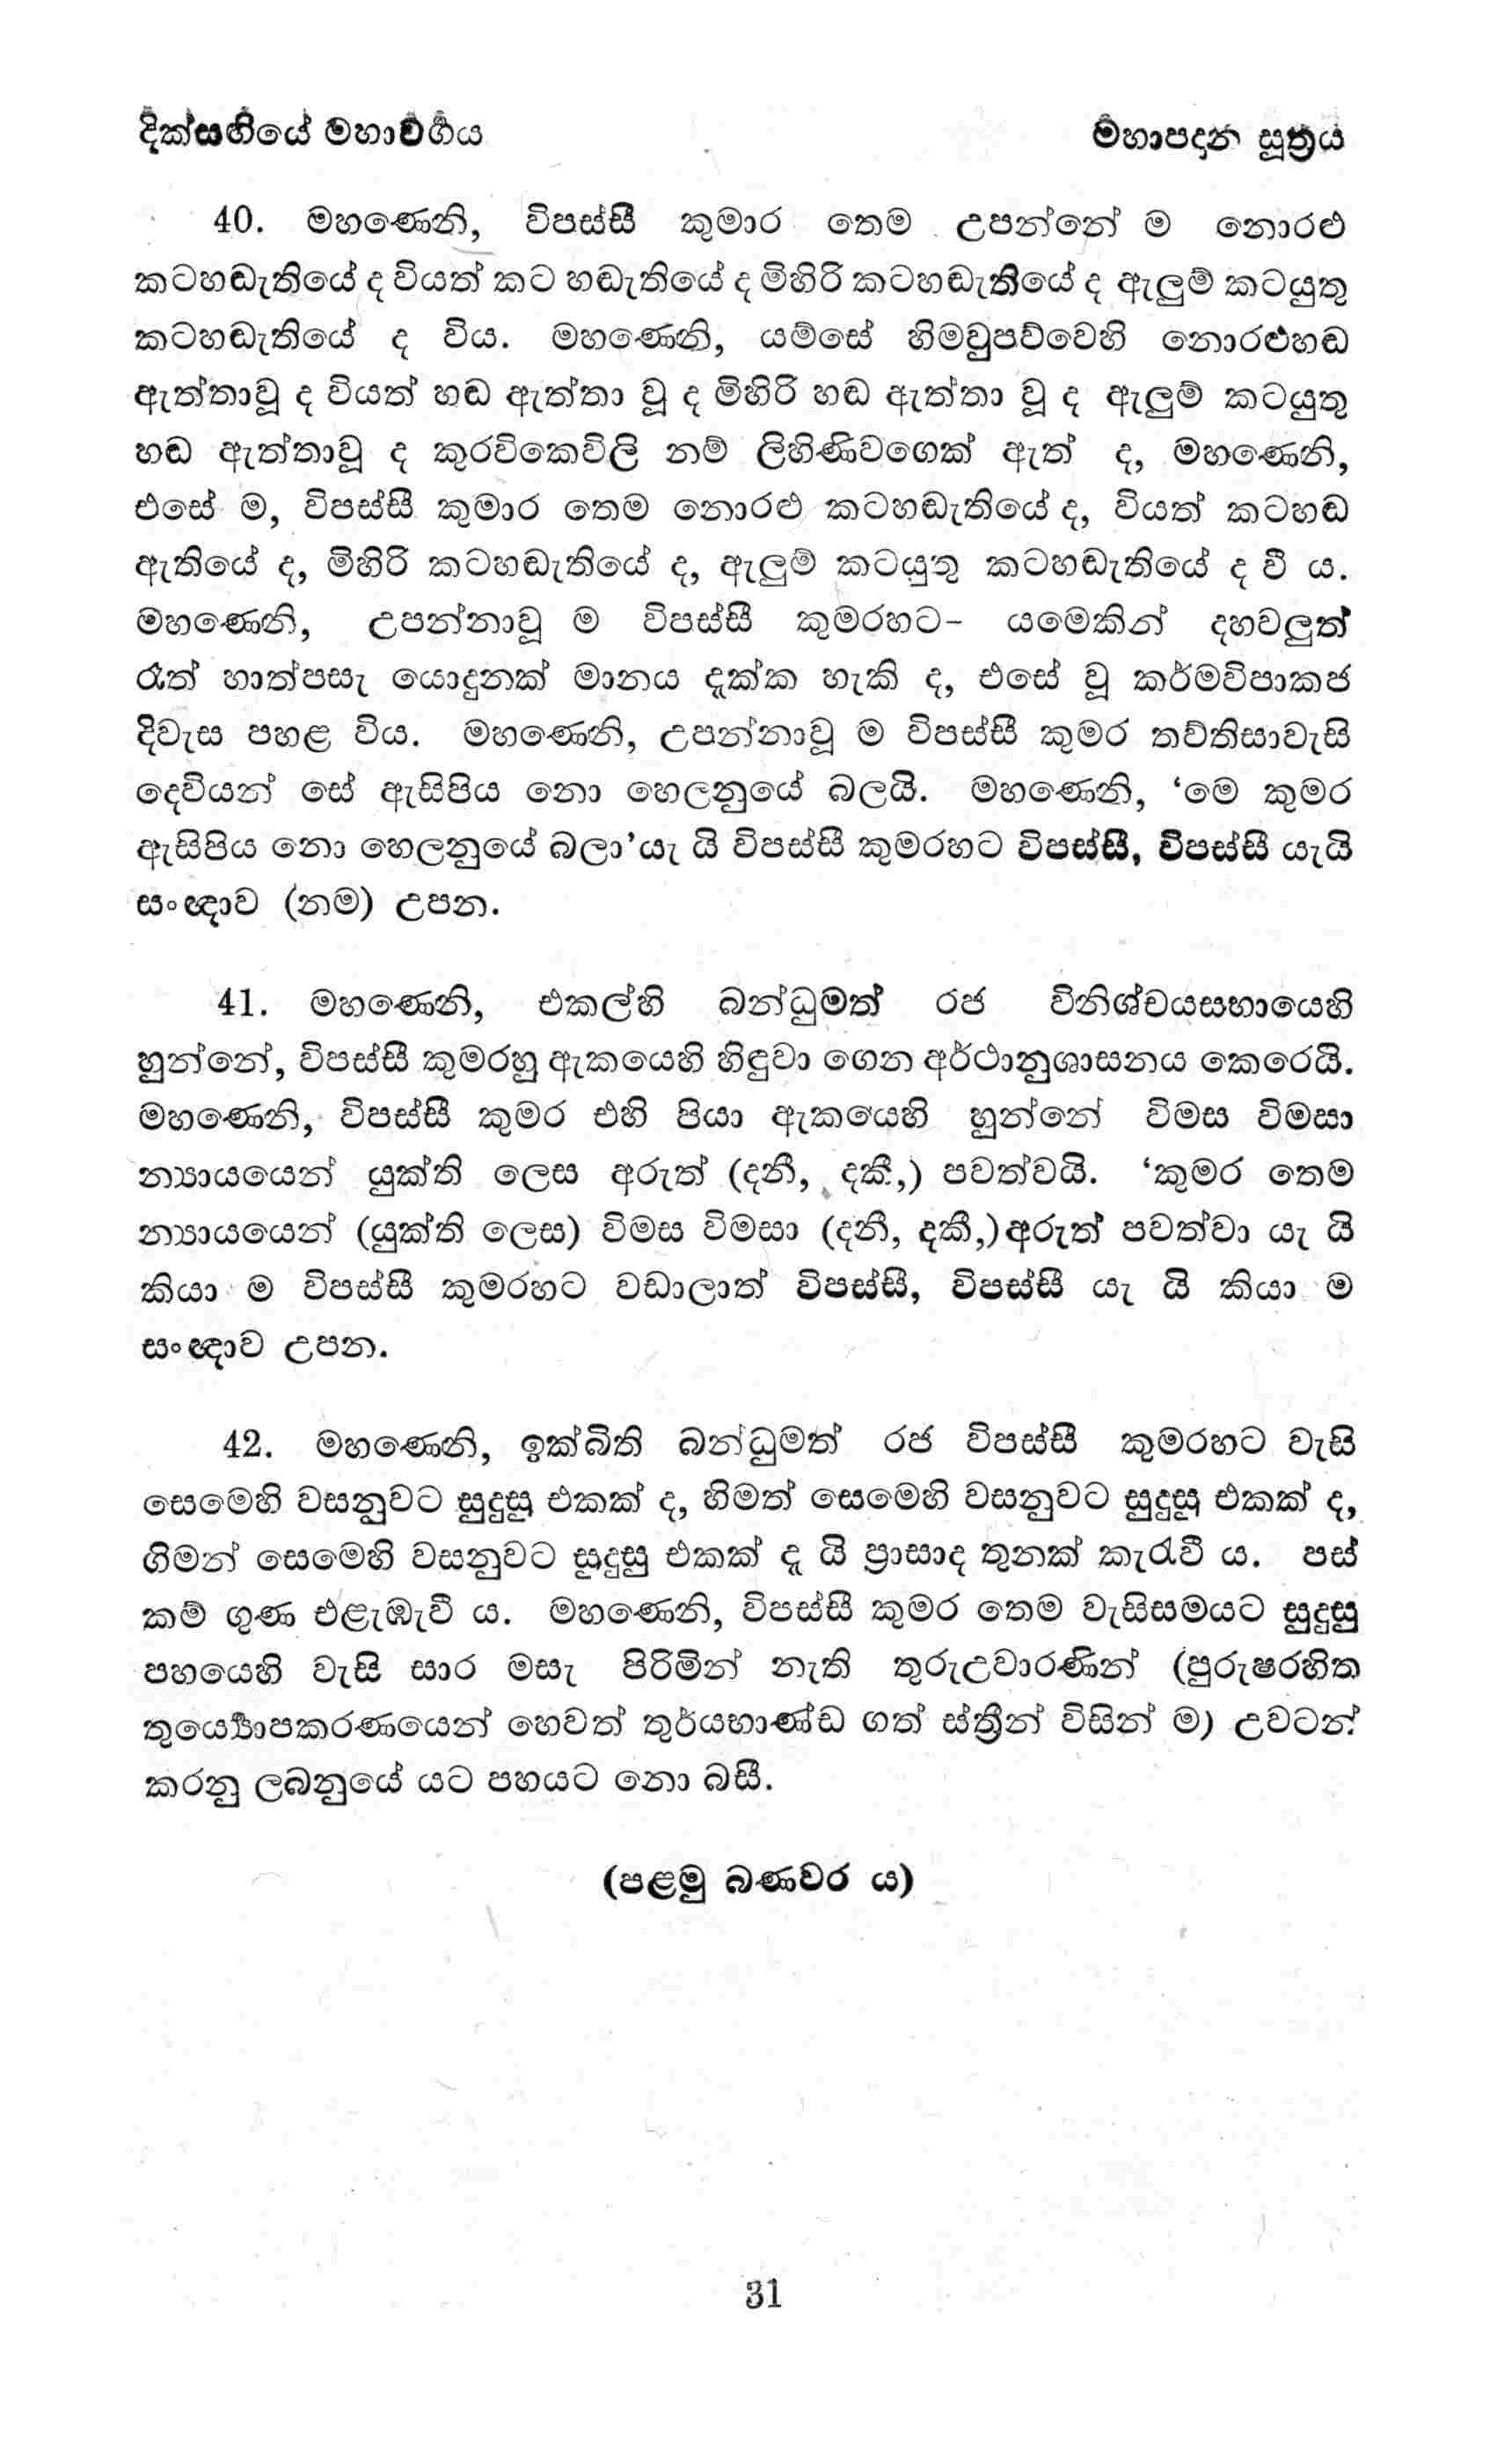 දික්සඟියේ මහාවර්‍ගය
මහාපදාන සූත්‍රය
40. මහණෙනි, විපස්සී කුමාර තෙම උපන්නේ ම නොරළු
කටහඬැතියේ ද වියත් කට හඬැතියේ ද මිහිරි කටහඬැතියේ ද ඇලුම් කටයුතු
කටහඬැතියේ ද විය. මහණෙනි, යම්සේ හිමවුපව්වෙහි නොරළුහඬ
ඇත්තාවූ ද වියත් හඬ ඇත්තා වූ ද මිහිරි හඬ ඇත්තා වූ ද ඇලුම් කටයුතු
හඬ ඇත්තාවූ ද කුරවිකෙවිලි නම් ලිහිණිවගෙක් ඇත් ද, මහණෙනි,
එසේ ම, විපස්සී කුමාර තෙම නොරළු කටහඬැතියේ ද, වියත් කටහඬ
ඇතියේ ද, මිහිරි කටහඬැතියේ ද, ඇලුම් කටයුතු කටහඬැතියේ ද වී ය.
මහණෙනි, උපන්නාවූ ම විපස්සී කුමරහට- යමෙකින් දහවලුත්
රෑත් හාත්පසැ යොදුනක් මානය දැක්ක හැකි ද, එසේ වූ කර්මවිපාකජ
දිවැස පහළ විය. මහණෙනි, උපන්නාවූ ම විපස්සී කුමර තව්තිසාවැසි
දෙවියන් සේ ඇසිපිය නො හෙලනුයේ බලයි. මහණෙනි, ‘මෙ කුමර
ඇසිපිය නො හෙලනුයේ බලා’යැ යි විපස්සී කුමරහට විපස්සී, විපස්සී යැයි
සංඥාව (නම) උපන.
41. මහණෙනි, එකල්හි බන්ධුමත් රජ විනිශ්චයසභායෙහි
හුන්නේ, විපස්සී කුමරහු ඇකයෙහි හිඳුවා ගෙන අර්ථානුශාසනය කෙරෙයි.
මහණෙනි, විපස්සී කුමර එහි පියා ඇකයෙහි හුන්නේ විමස විමසා
න්‍යායයෙන් යුක්ති ලෙස අරුත් (දනී, දකී,) පවත්වයි. ‘කුමර තෙම
න්‍යායයෙන් (යුක්ති ලෙස) විමස විමසා (දනී, දකී,) අරුත් පවත්වා යැ යි
කියා ම විපස්සී කුමරහට වඩාලාත් විපස්සී, විපස්සී යැ යි කියා ම
සංඥාව උපන.
42. මහණෙනි, ඉක්බිති බන්ධුමත් රජ විපස්සී කුමරහට වැසි
සෙමෙහි වසනුවට සුදුසු එකක් ද, හිමත් සෙමෙහි වසනුවට සුදුසු එකක් ද,
ගිමන් සෙමෙහි වසනුවට සුදුසු එකක් දැ යි ප්‍රාසාද තුනක් කැරැවී ය. පස්
කම් ගුණ එළැඹැවී ය. මහණෙනි, විපස්සී කුමර තෙම වැසිසමයට සුදුසු
පහයෙහි වැසි සාර මසැ පිරිමින් නැති තුරුඋවාරණින් (පුරුෂරහිත
තූර්‍ය්‍යොපකරණයෙන් හෙවත් තුර්යභාණ්ඩ ගත් ස්ත්‍රීන් විසින් ම) උවටන්
කරනු ලබනුයේ යට පහයට නො බසී.
(පළමු බණවර ය)
31